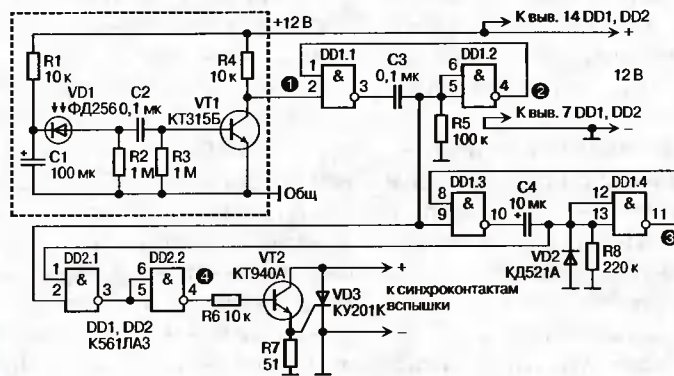 +12 В
К выв. 14 DD1, DD2
+
12 В
К выв. 7 DD1, DD2
−
R1
10 к
VD1
ФД256
C2
0,1 мк
R4
10 к
VT1
КТ315Б
+
C1
100 мк
R2
1 М
R3
1 М
Общ
1
DD1.1
1
2
&
3
C3
0,1 мк
DD1.2
6
5
&
4
2
R5
100 к
DD1.3
8
9
&
10
C4
10 мк
+
DD1.4
12
13
&
11
3
VD2
КД521А
R8
220 к
DD2.1
1
2
&
3
DD2.2
6
5
&
4
4
DD1, DD2
К561ЛА3
R6 10 к
VT2
КТ940А
VD3
КУ201К
R7
51
+
к синхроконтактам
вспышки
−